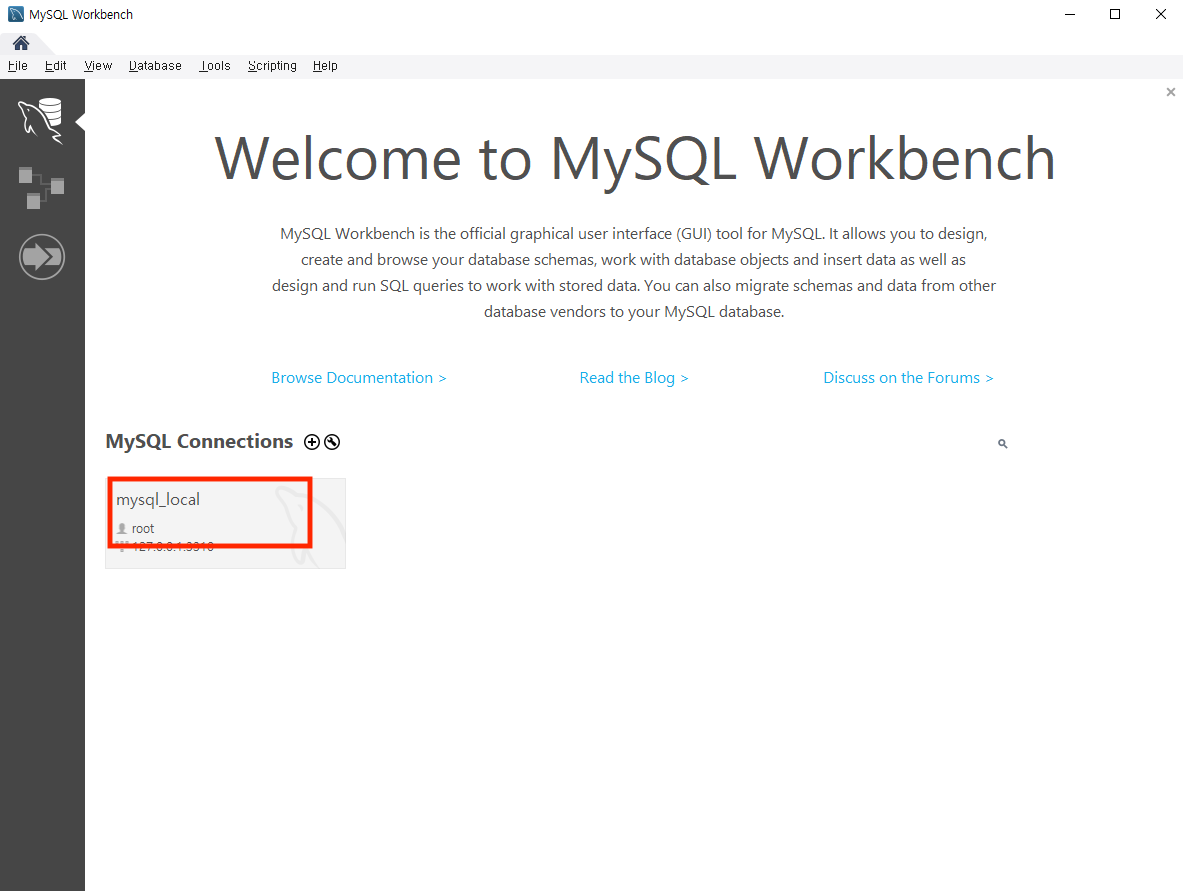 MySQL Workbench
File Edit View Database Tools Scripting Help
Welcome to MySQL Workbench
MySQL Workbench is the official graphical user interface (GUI) tool for MySQL. It allows you to design,
create and browse your database schemas, work with database objects and insert data as well as
design and run SQL queries to work with stored data. You can also migrate schemas and data from other
database vendors to your MySQL database.
Browse Documentation > Read the Blog > Discuss on the Forums >
MySQL Connections
mysql_local
root